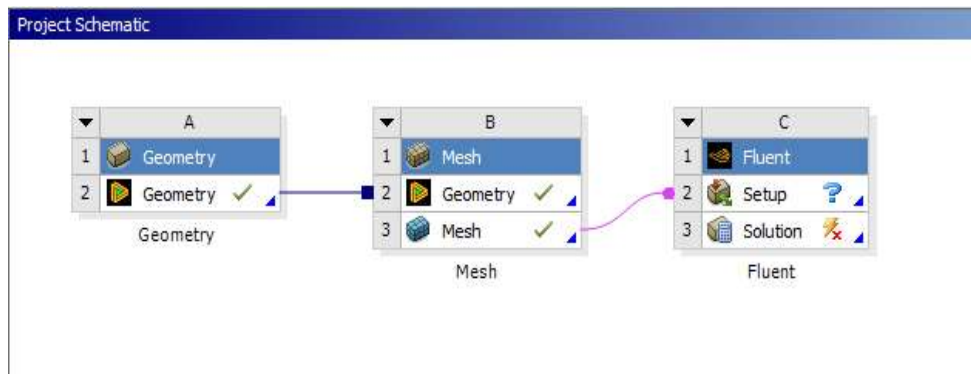 Project Schematic
A B C
1 Geometry 1 Mesh 1 Fluent
2 Geometry 2 Geometry 2 Setup ?
Geometry 3 Mesh 3 Solution
Mesh Fluent